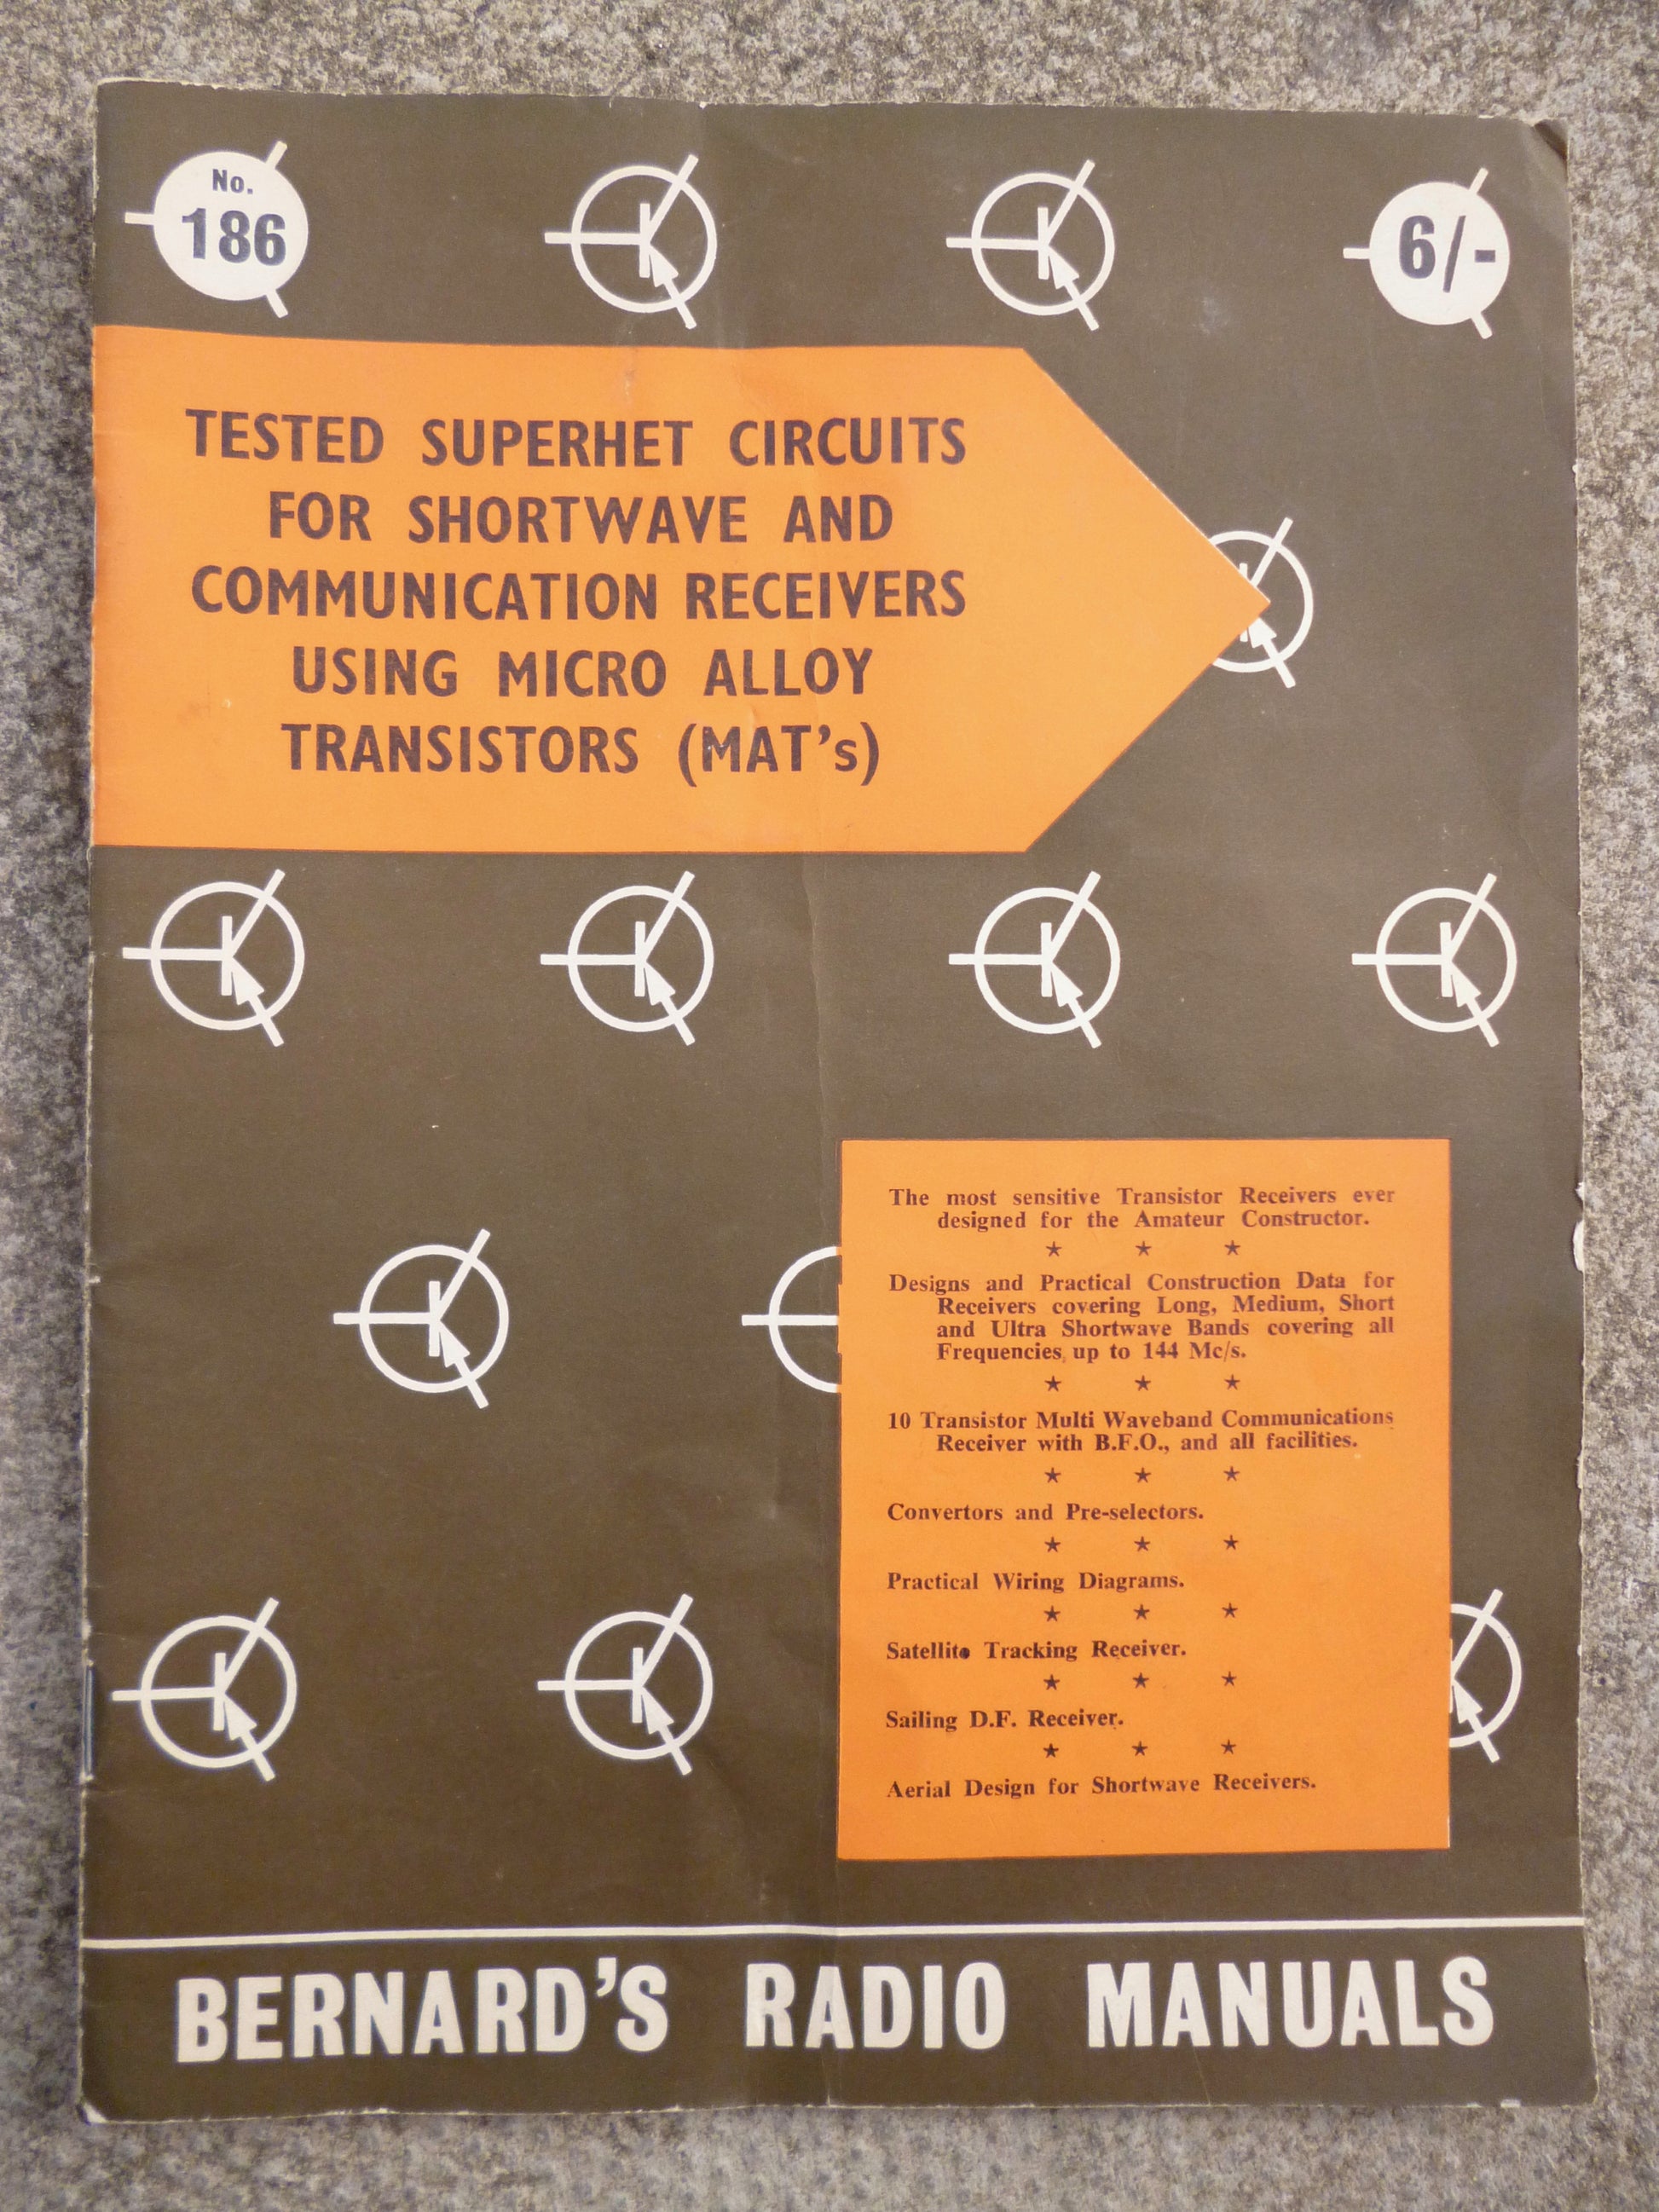 No.
186
6/-
TESTED SUPERHET CIRCUITS
FOR SHORTWAVE AND
COMMUNICATION RECEIVERS
USING MICRO ALLOY
TRANSISTORS (MAT's)
The most sensitive Transistor Receivers ever
designed for the Amateur Constructor.
★ ★ ★
Designs and Practical Construction Data for
Receivers covering Long, Medium, Short
and Ultra Shortwave Bands covering all
Frequencies up to 144 Mc/s.
★ ★ ★
10 Transistor Multi Waveband Communications
Receiver with B.F.O., and all facilities.
★ ★ ★
Convertors and Pre-selectors.
★ ★ ★
Practical Wiring Diagrams.
★ ★ ★
Satellite Tracking Receiver.
★ ★ ★
Sailing D.F. Receiver.
★ ★ ★
Aerial Design for Shortwave Receivers.
BERNARD'S RADIO MANUALS